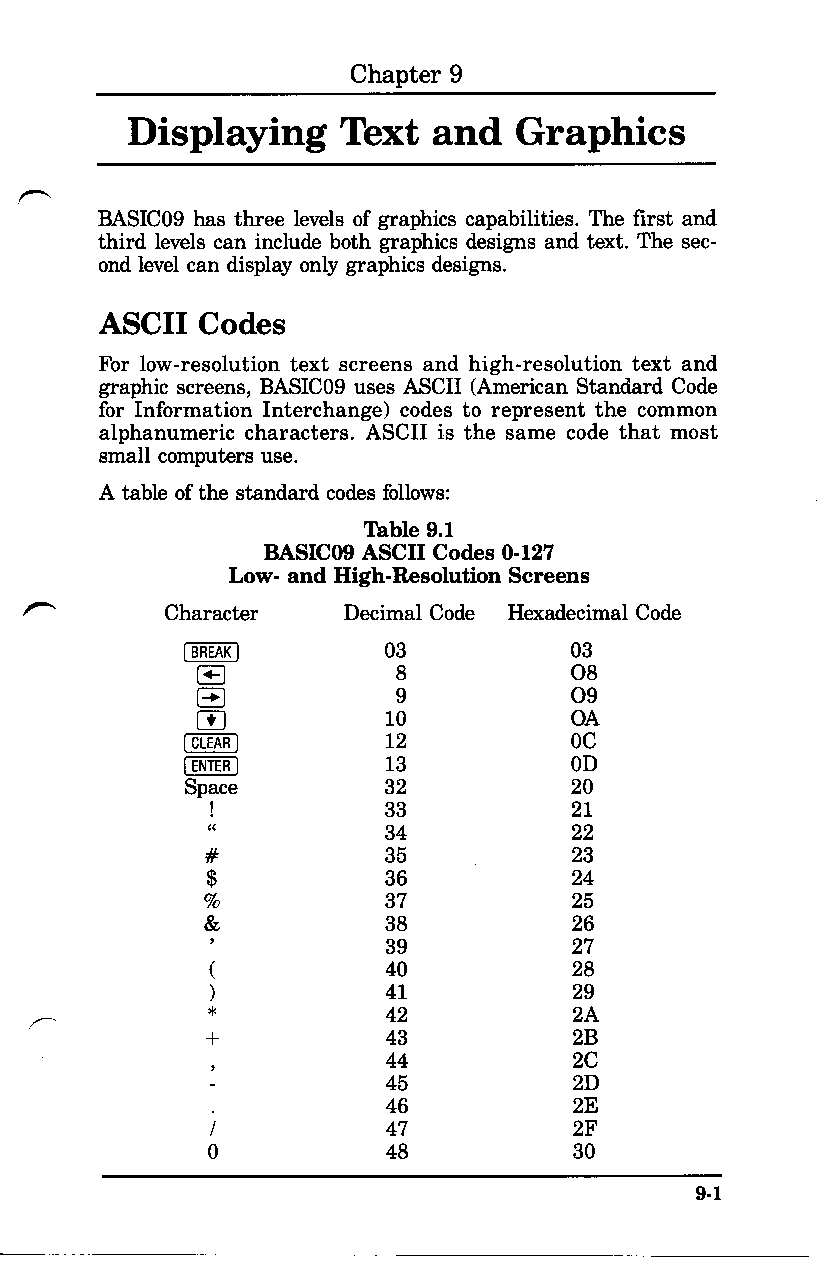 Chapter 9
Displaying Text and Graphics
BASIC09 has three levels of graphics capabilities. The first and
third levels can include both graphics designs and text. The sec-
ond level can display only graphics designs.
ASCII Codes
For low-resolution text screens and high-resolution text and
graphic screens, BASIC09 uses ASCII (American Standard Code
for Information Interchange) codes to represent the common
alphanumeric characters. ASCII is the same code that most
small computers use.
A table of the standard codes follows:
Table 9.1
BASIC09 ASCII Codes 0-127
Low- and High-Resolution Screens
Character Decimal Code Hexadecimal Code
BREAK 03 03
← 8 O8
→ 9 O9
↓ 10 OA
CLEAR 12 0C
ENTER 13 0D
Space 32 20
! 33 21
“ 34 22
# 35 23
$ 36 24
% 37 25
& 38 26
’ 39 27
( 40 28
) 41 29
* 42 2A
+ 43 2B
, 44 2C
- 45 2D
. 46 2E
/ 47 2F
0 48 30
9-1